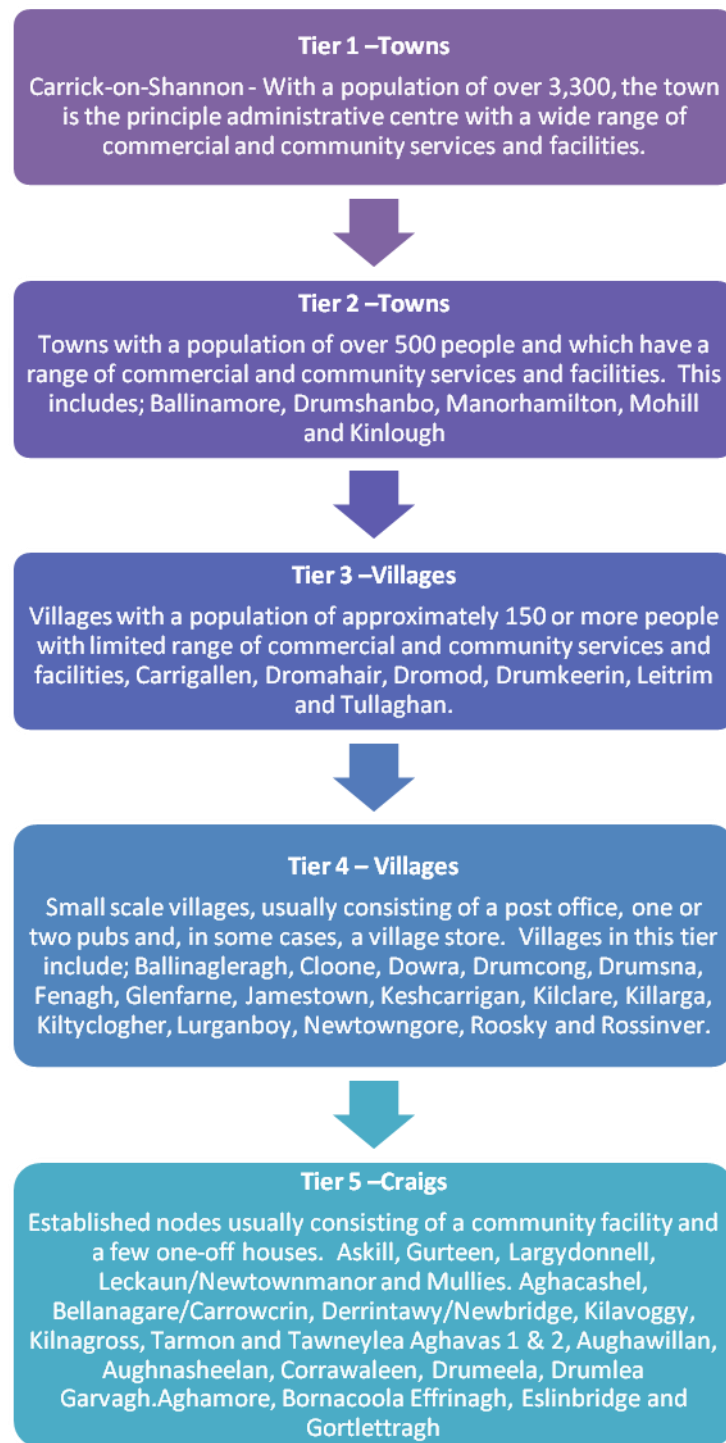 Tier 1 –Towns
Carrick-on-Shannon - With a population of over 3,300, the town
is the principle administrative centre with a wide range of
commercial and community services and facilities.
Tier 2 –Towns
Towns with a population of over 500 people and which have a
range of commercial and community services and facilities.  This
includes; Ballinamore, Drumshanbo, Manorhamilton, Mohill
and Kinlough
Tier 3 –Villages
Villages with a population of approximately 150 or more people
with limited range of commercial and community services and
facilities, Carrigallen, Dromahair, Dromod, Drumkeerin, Leitrim
and Tullaghan.
Tier 4 – Villages
Small scale villages, usually consisting of a post office, one or
two pubs and, in some cases, a village store.  Villages in this tier
include; Ballinagleragh, Cloone, Dowra, Drumcong, Drumsna,
Fenagh, Glenfarne, Jamestown, Keshcarrigan, Kilclare, Killarga,
Kiltyclogher, Lurganboy, Newtowngore, Roosky and Rossinver.
Tier 5 –Craigs
Established nodes usually consisting of a community facility and
a few one-off houses.  Askill, Gurteen, Largydonnell,
Leckaun/Newtownmanor and Mullies. Aghacashel,
Bellanagare/Carrowcrin, Derrintawy/Newbridge, Kilavoggy,
Kilnagross, Tarmon and Tawneylea Aghavas 1 & 2, Aughawillan,
Aughnasheelan, Corrawaleen, Drumeela, Drumlea
Garvagh.Aghamore, Bornacoola Effrinagh, Eslinbridge and
Gortlettragh